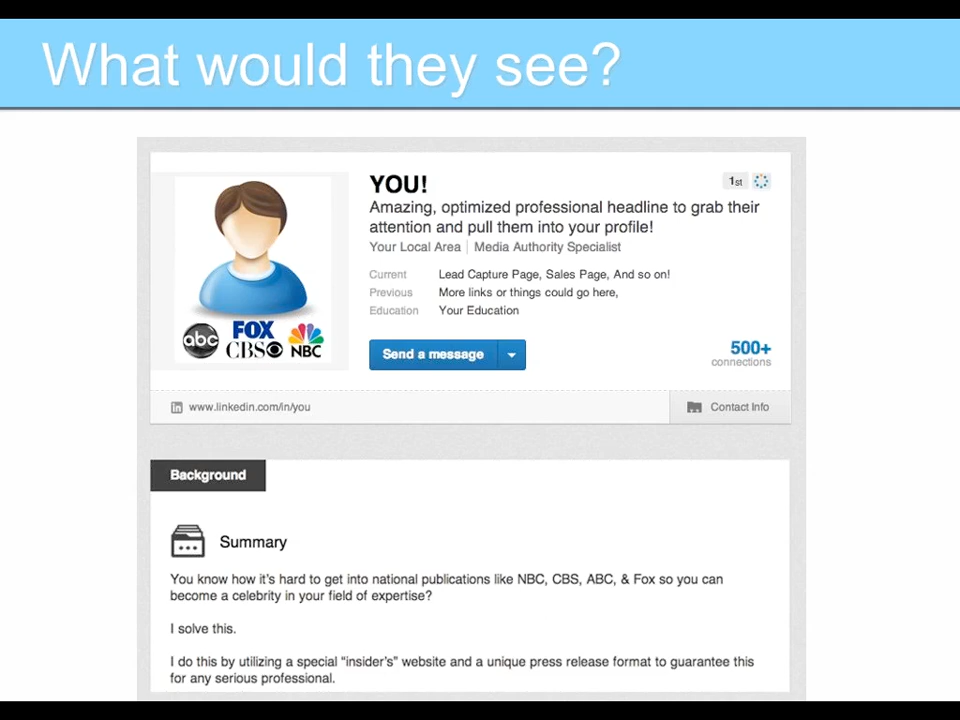 What would they see?
YOU!
1st
Amazing, optimized professional headline to grab their
attention and pull them into your profile!
Your Local Area | Media Authority Specialist
Current Lead Capture Page, Sales Page, And so on!
Previous More links or things could go here,
Education Your Education
abc
FOX
CBS
NBC
Send a message
500+
connections
in www.linkedin.com/in/you
Contact Info
Background
Summary
You know how it's hard to get into national publications like NBC, CBS, ABC, & Fox so you can
become a celebrity in your field of expertise?
I solve this.
I do this by utilizing a special “insider's” website and a unique press release format to guarantee this
for any serious professional.